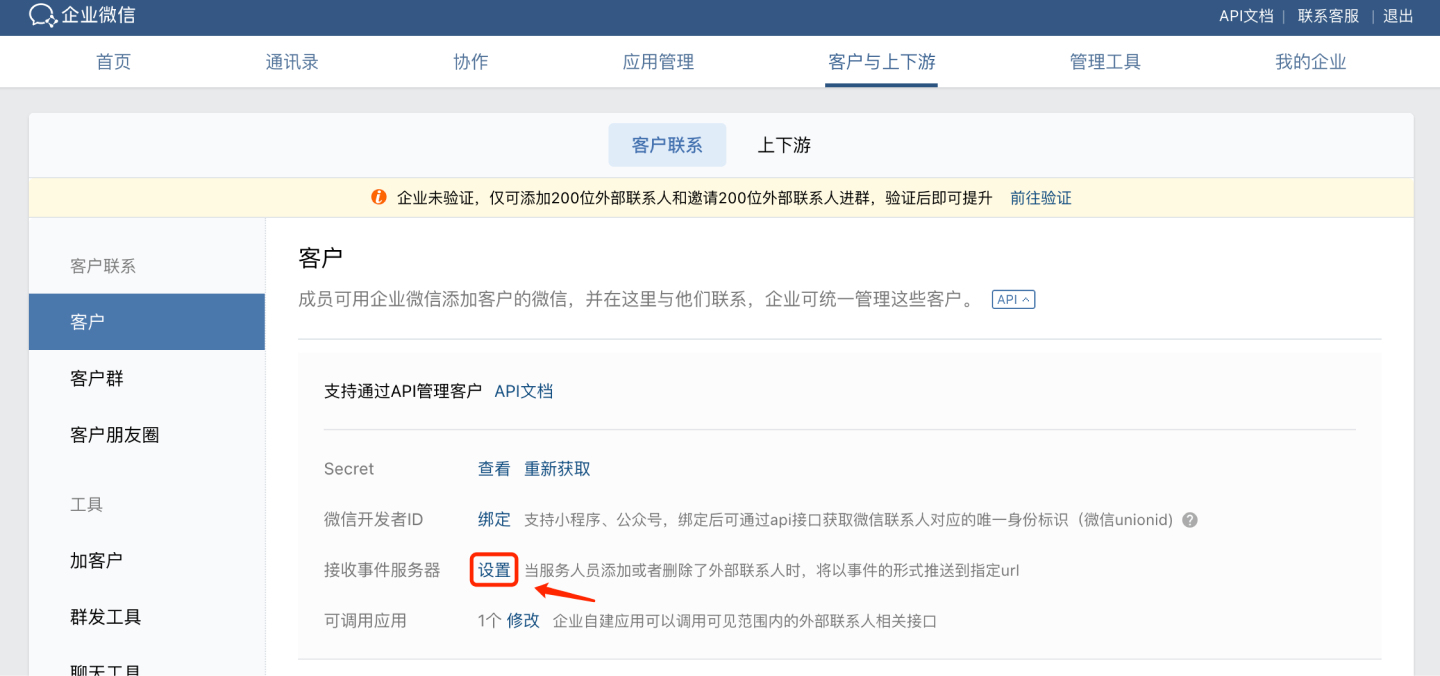 企业微信
API文档 | 联系客服 | 退出
首页 通讯录 协作 应用管理 客户与上下游 管理工具 我的企业
客户联系 上下游
企业未验证，仅可添加200位外部联系人和邀请200位外部联系人进群，验证后即可提升 前往验证
客户联系
客户
客户群
客户朋友圈
工具
加客户
群发工具
聊天工具
客户
成员可用企业微信添加客户的微信，并在这里与他们联系，企业可统一管理这些客户。 API
支持通过API管理客户 API文档
Secret 查看 重新获取
微信开发者ID 绑定 支持小程序、公众号，绑定后可通过api接口获取微信联系人对应的唯一身份标识（微信unionid）
接收事件服务器 设置 当服务人员添加或者删除了外部联系人时，将以事件的形式推送到指定url
可调用应用 1个 修改 企业自建应用可以调用可见范围内的外部联系人相关接口